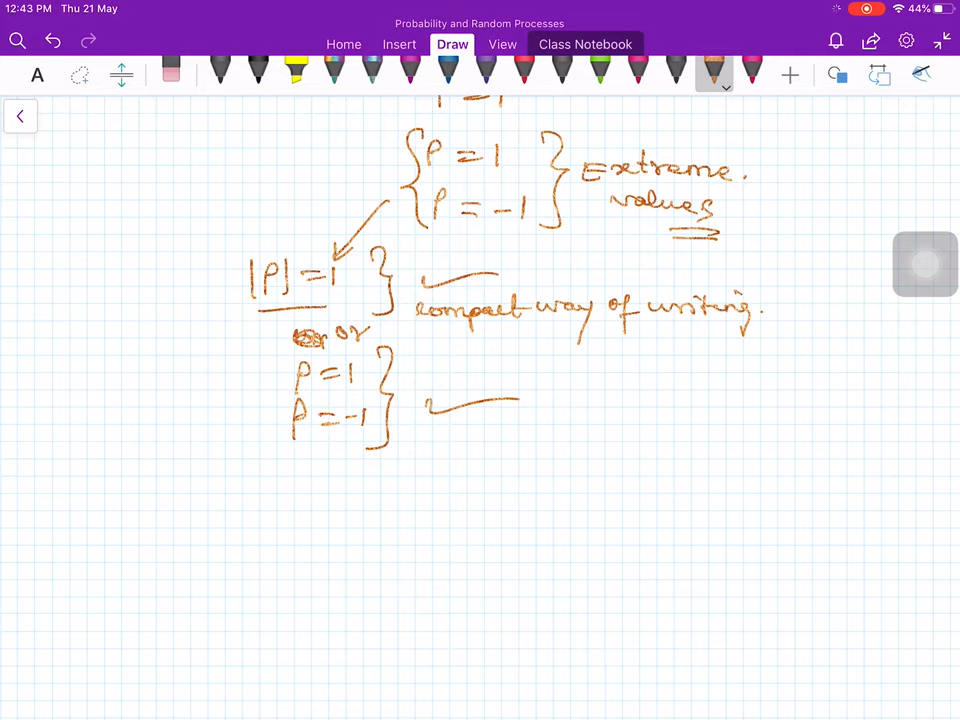 12:43 PM Thu 21 May
44%
Probability and Random Processes
Home Insert Draw View Class Notebook
A
ρ = 1
ρ = 1 Extreme.
ρ = -1 values
|ρ| = 1
compact way of writing.
or
ρ = 1
ρ = -1